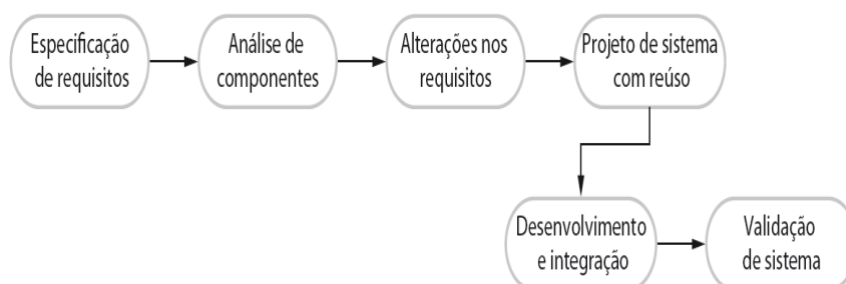 Especificação
de requisitos
Análise de
componentes
Alterações nos
requisitos
Projeto de sistema
com reúso
Desenvolvimento
e integração
Validação
de sistema